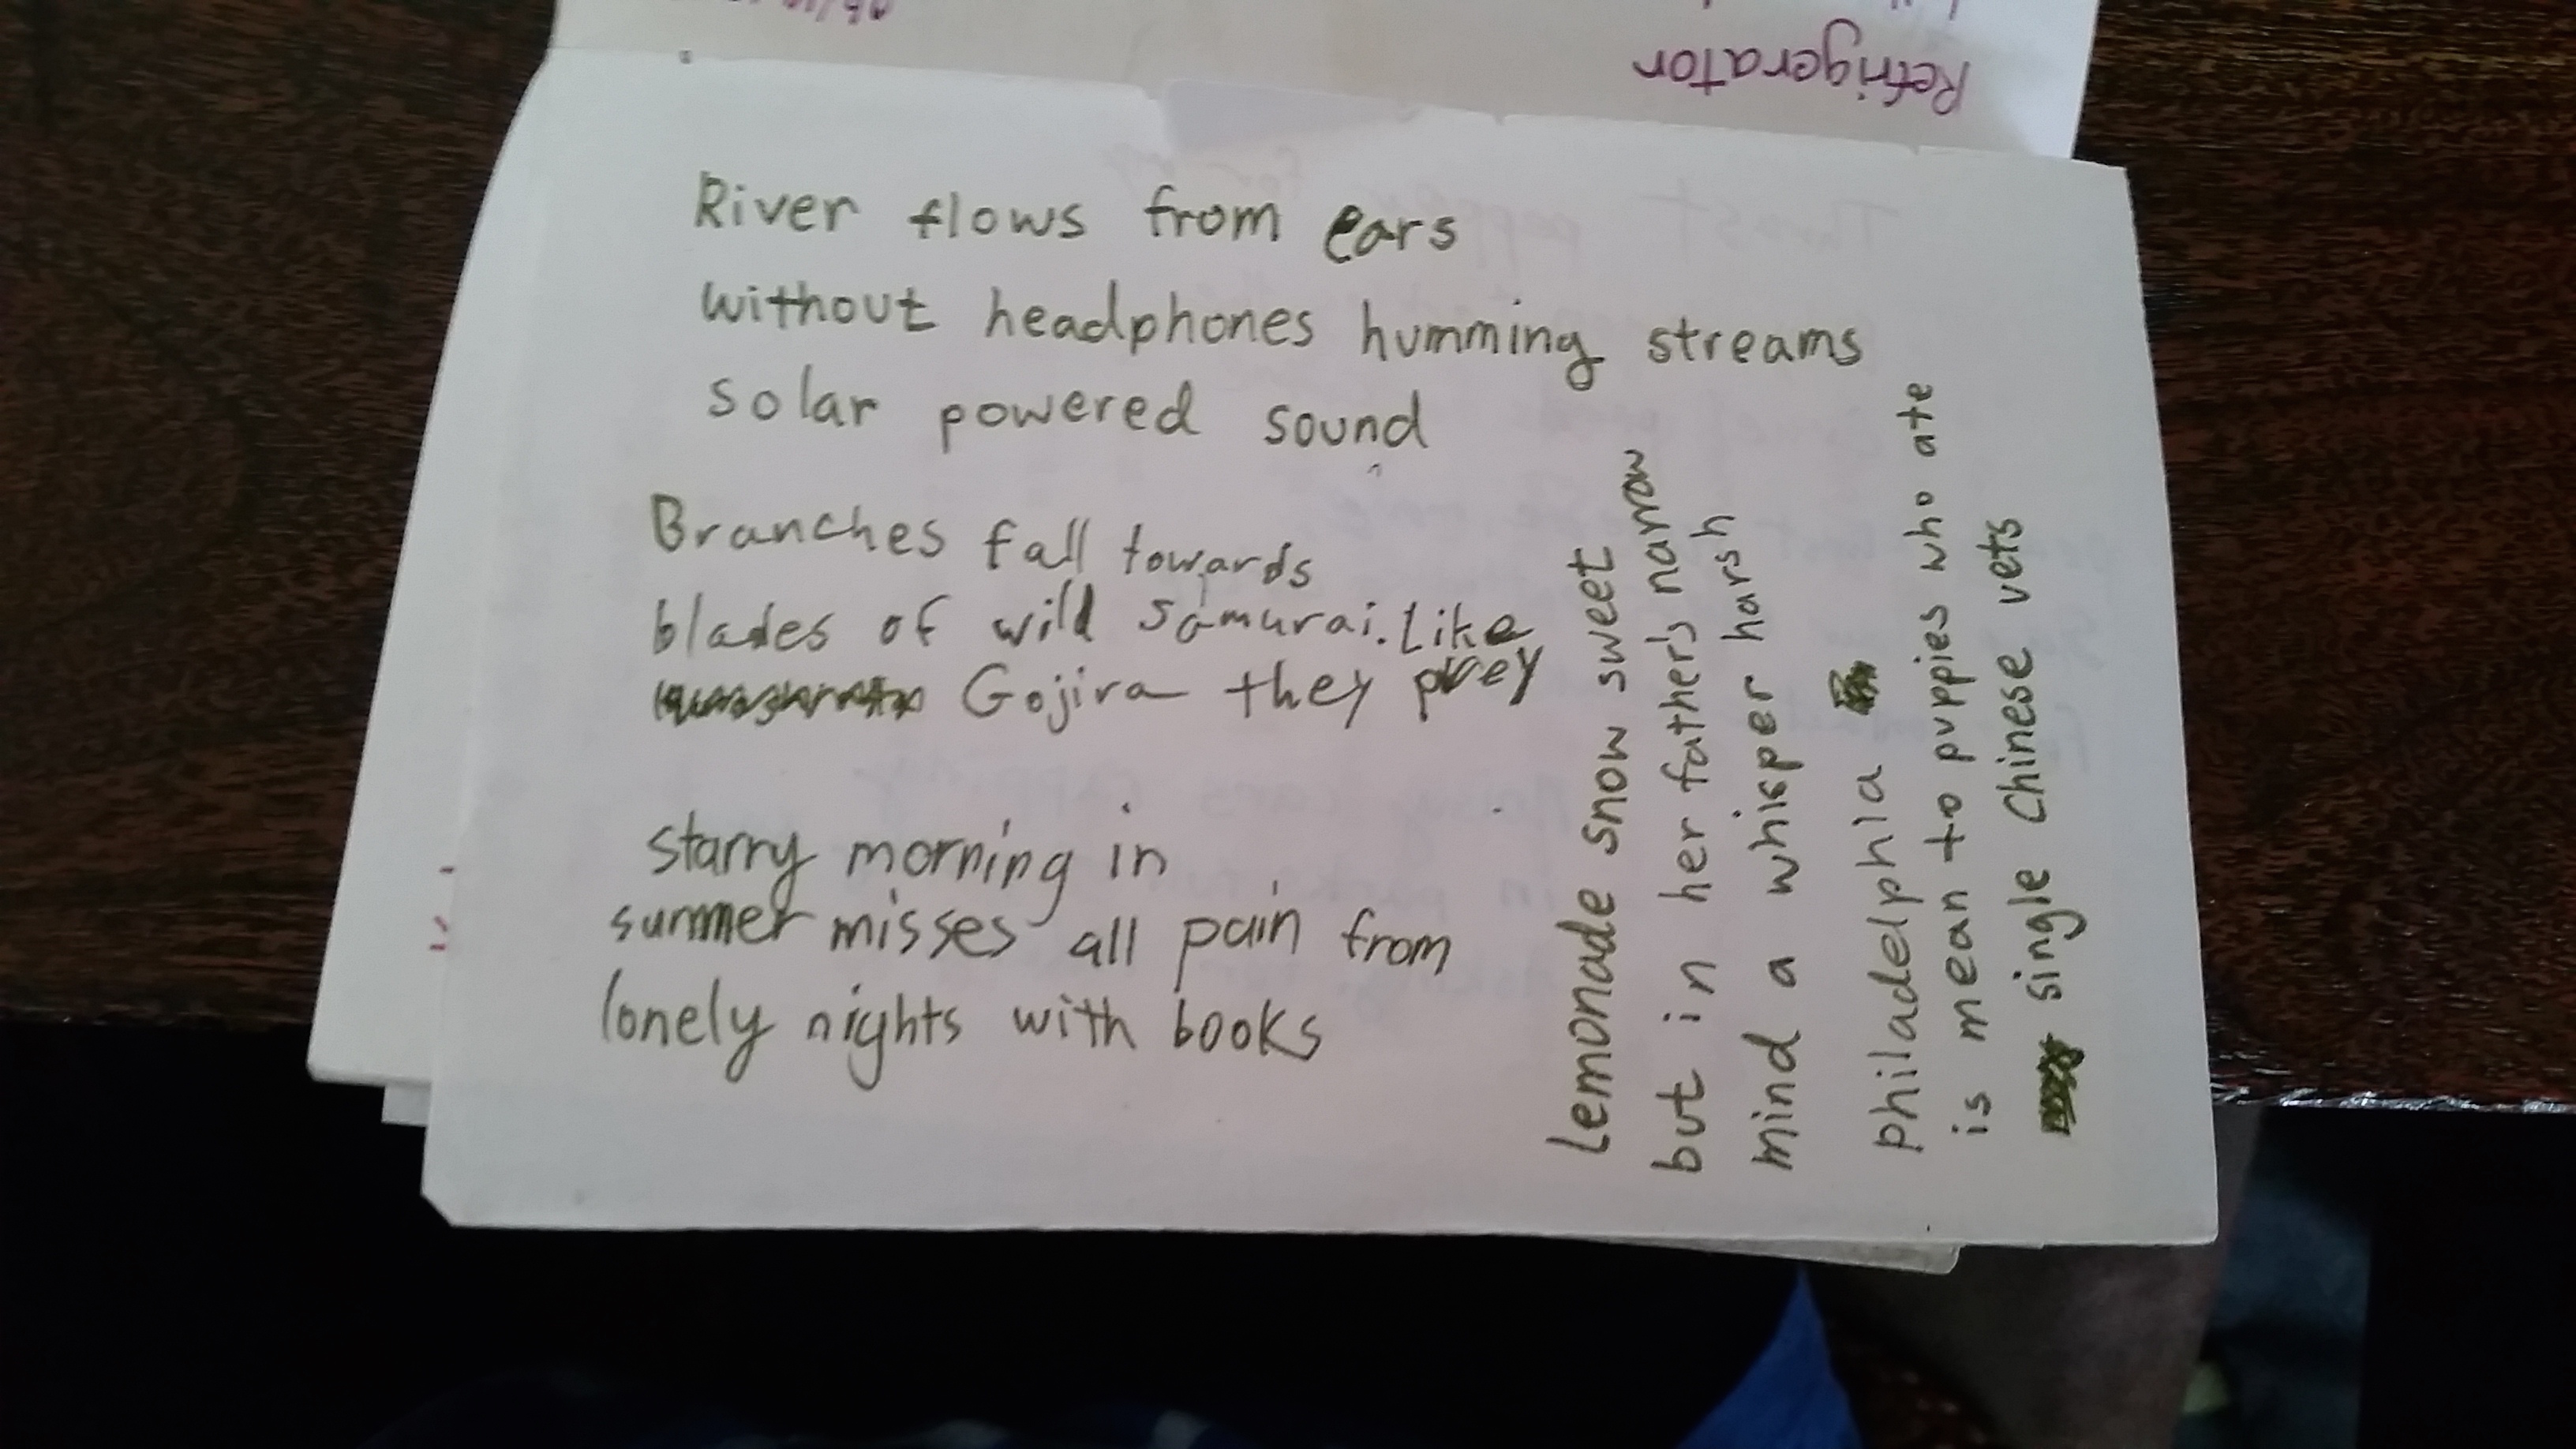 Refrigerator
River flows from ears
without headphones humming streams
solar powered sound
Branches fall towards
blades of wild samurai. Like
Gojira they prey
starry morning in
summer misses all pain from
lonely nights with books
Lemonade snow sweet
but in her father's narrow
mind a whisper harsh
philadelphia
is mean to puppies who ate
single Chinese vets